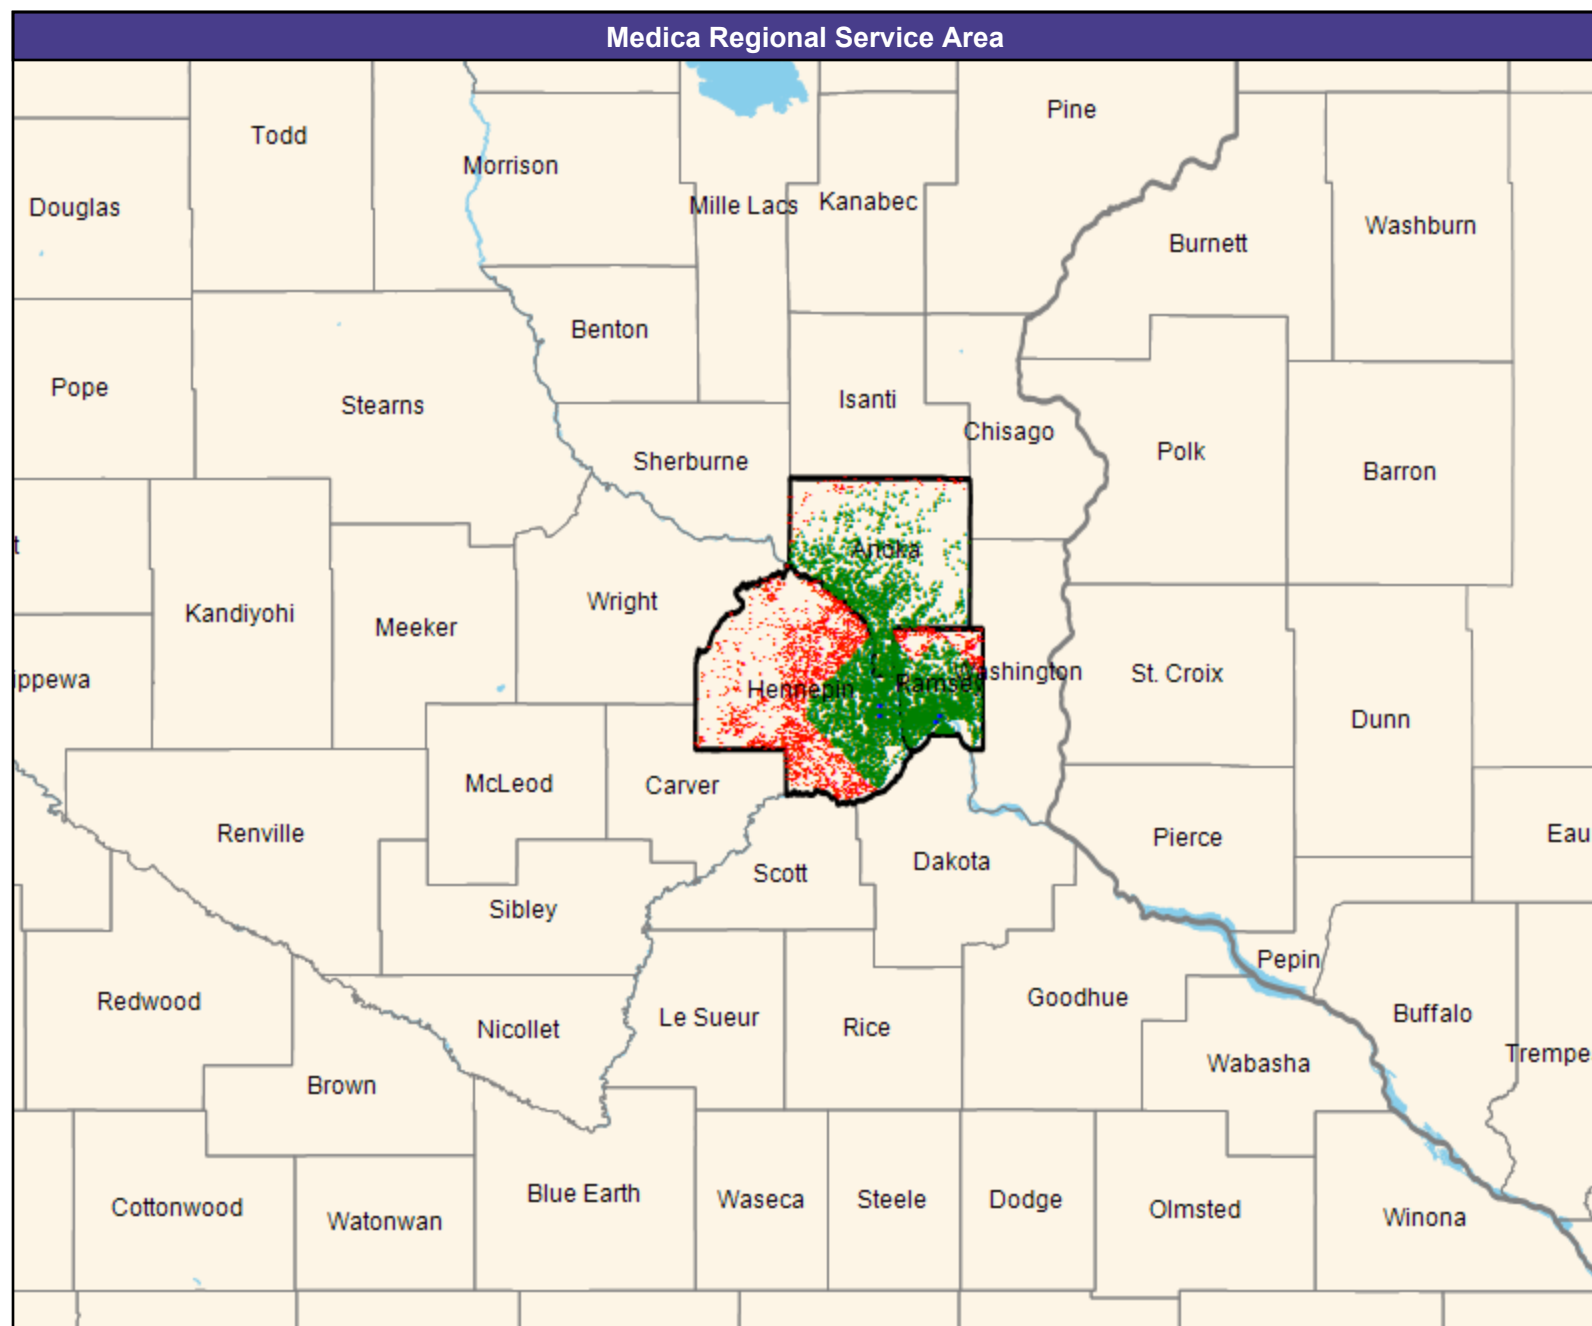 Medica Regional Service Area
Pine
Todd
Morrison
Douglas
Mille Lacs
Kanabec
Washburn
Burnett
Benton
Pope
Stearns
Isanti
Chisago
Polk
Sherburne
Barron
t
Anoka
Kandiyohi
Wright
Meeker
ippewa
Hennepin
Ramsey
Washington
St. Croix
Dunn
McLeod
Carver
Renville
Pierce
Eau
Scott
Dakota
Sibley
Pepin
Redwood
Goodhue
Nicollet
Le Sueur
Rice
Buffalo
Trempe
Wabasha
Brown
Blue Earth
Waseca
Steele
Dodge
Cottonwood
Olmsted
Watonwan
Winona